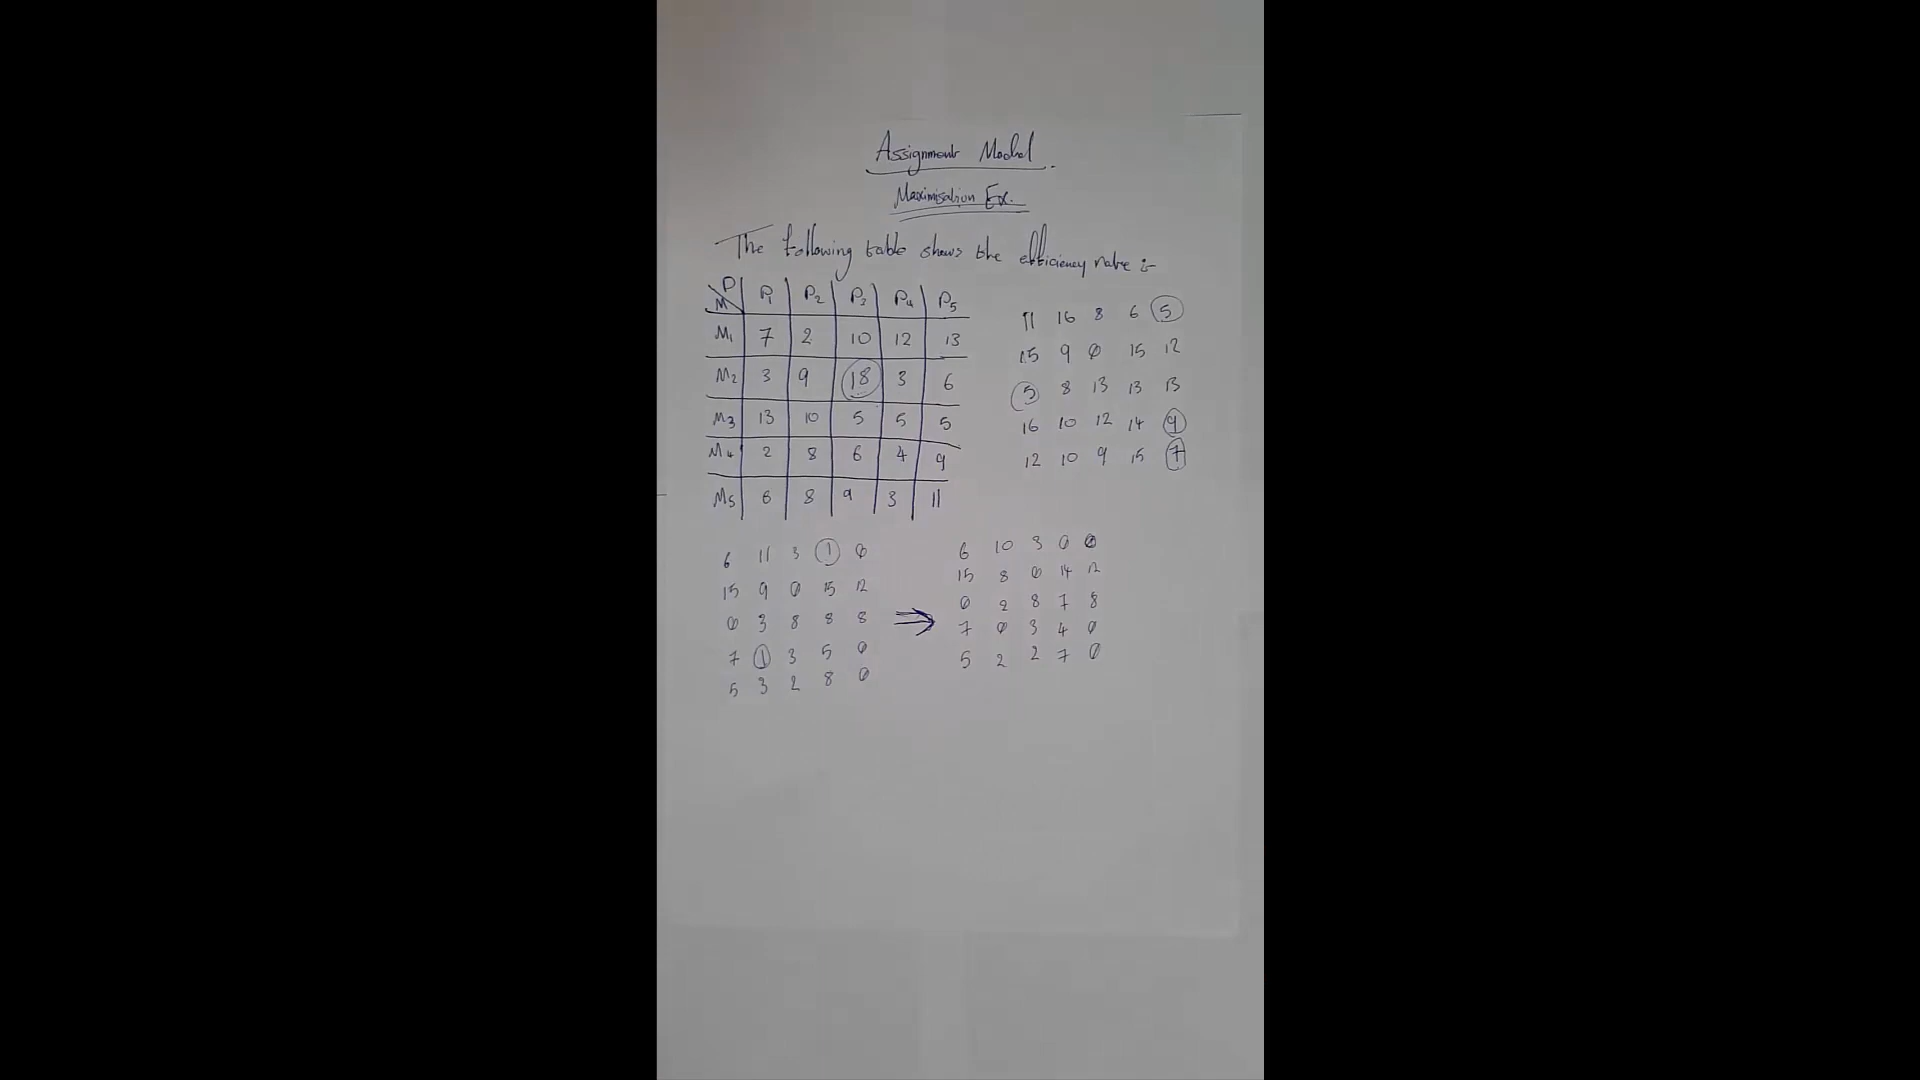 Assignment Model
Maximisation Ex.
The following table shows the efficiency rate :-
P M P1 P2 P3 P4 P5
M1 7 2 10 12 13
M2 3 9 18 3 6
M3 13 10 5 5 5
M4 2 8 6 4 9
M5 6 8 9 3 11
11 16 8 6 5
15 9 0 15 12
5 8 13 13 13
16 10 12 14 9
12 10 9 15 7
6 11 3 1 0
15 9 0 15 12
0 3 8 8 8
7 1 3 5 0
5 3 2 8 0
6 10 3 0 0
15 8 0 14 12
0 2 8 7 8
7 0 3 4 0
5 2 2 7 0